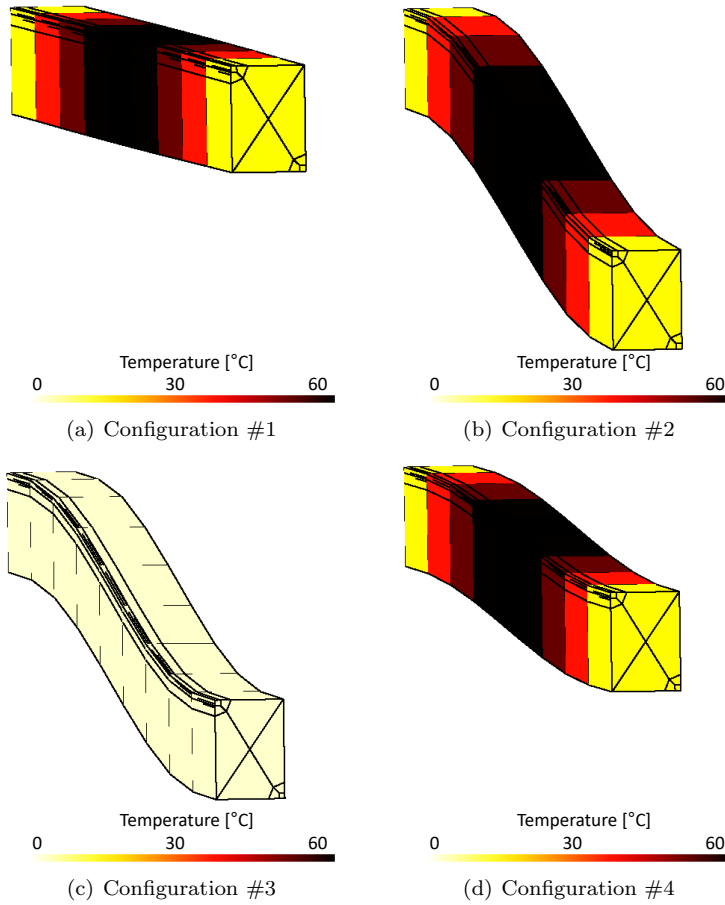 Temperature [°C]
0 30 60
(a) Configuration #1
Temperature [°C]
0 30 60
(b) Configuration #2
Temperature [°C]
0 30 60
(c) Configuration #3
Temperature [°C]
0 30 60
(d) Configuration #4